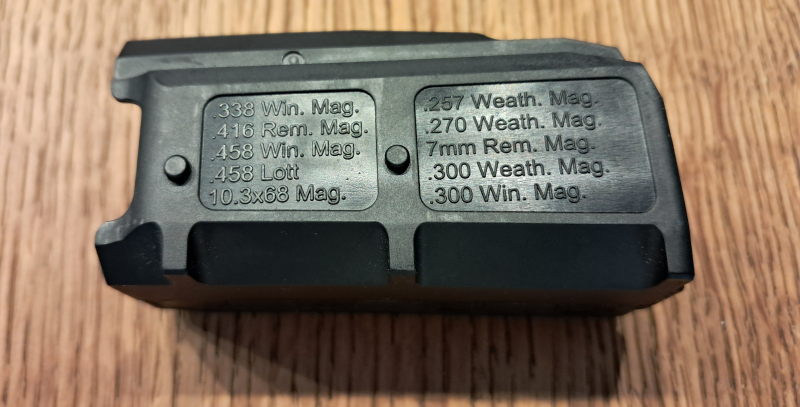 .338 Win. Mag.
.416 Rem. Mag.
.458 Win. Mag.
.458 Lott
10.3x68 Mag.
.257 Weath. Mag.
.270 Weath. Mag.
7mm Rem. Mag.
.300 Weath. Mag.
.300 Win. Mag.